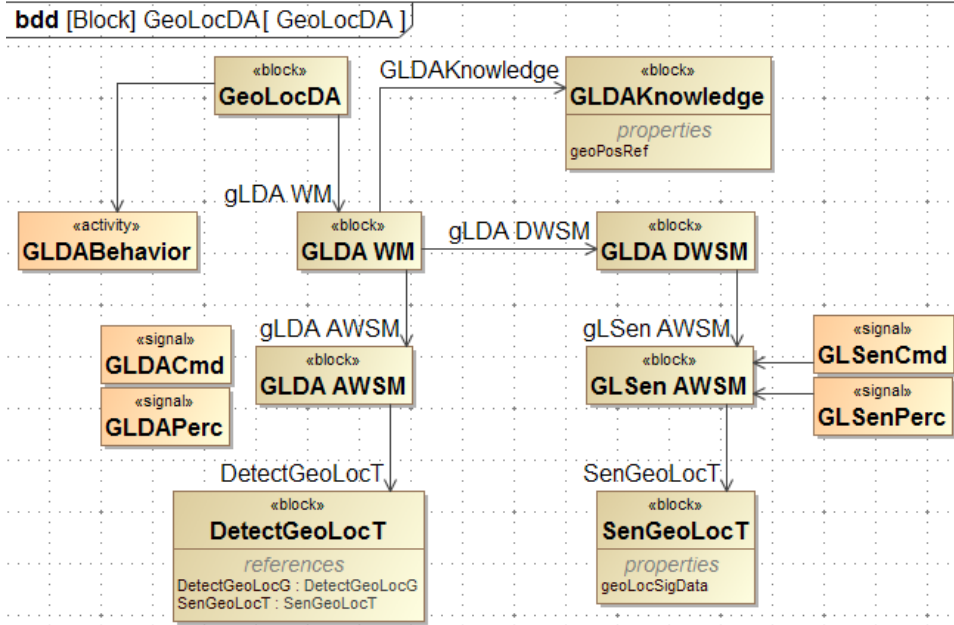 bdd [Block] GeoLocDA[ GeoLocDA ]
«block»
GeoLocDA
GLDAKnowledge
«block»
GLDAKnowledge
properties
geoPosRef
gLDA WM
«activity»
GLDABehavior
«block»
GLDA WM
gLDA DWSM
«block»
GLDA DWSM
gLDA AWSM
gLSen AWSM
«signal»
GLDACmd
«block»
GLDA AWSM
«block»
GLSen AWSM
«signal»
GLSenCmd
«signal»
GLDAPerc
«signal»
GLSenPerc
DetectGeoLocT
SenGeoLocT
«block»
DetectGeoLocT
references
DetectGeoLocG : DetectGeoLocG
SenGeoLocT : SenGeoLocT
«block»
SenGeoLocT
properties
geoLocSigData